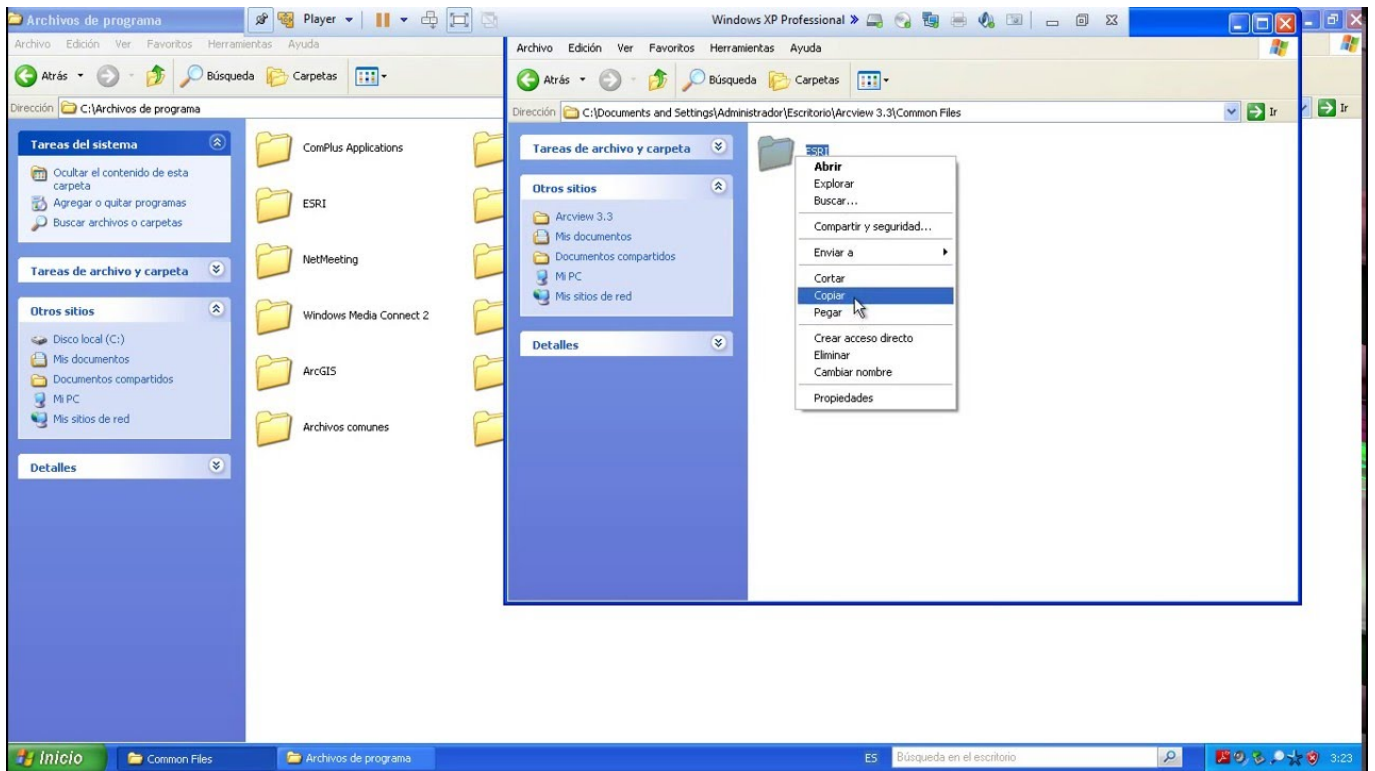 Archivos de programa
Player
Windows XP Professional
Archivo Edición Ver Favoritos Herramientas Ayuda
Atrás Búsqueda Carpetas
Dirección C:\Archivos de programa
Ir
Tareas del sistema
Ocultar el contenido de esta
carpeta
Agregar o quitar programas
Buscar archivos o carpetas
Tareas de archivo y carpeta
Otros sitios
Disco local (C:)
Mis documentos
Documentos compartidos
Mi PC
Mis sitios de red
Detalles
ComPlus Applications
ESRI
NetMeeting
Windows Media Connect 2
ArcGIS
Archivos comunes
Archivo Edición Ver Favoritos Herramientas Ayuda
Atrás Búsqueda Carpetas
Dirección C:\Documents and Settings\Administrador\Escritorio\Arcview 3.3\Common Files
Ir
Tareas de archivo y carpeta
Otros sitios
Arcview 3.3
Mis documentos
Documentos compartidos
Mi PC
Mis sitios de red
Detalles
ESRI
Abrir
Explorar
Buscar...
Compartir y seguridad...
Enviar a
Cortar
Copiar
Pegar
Crear acceso directo
Eliminar
Cambiar nombre
Propiedades
Inicio
Common Files
Archivos de programa
ES
Búsqueda en el escritorio
3:23